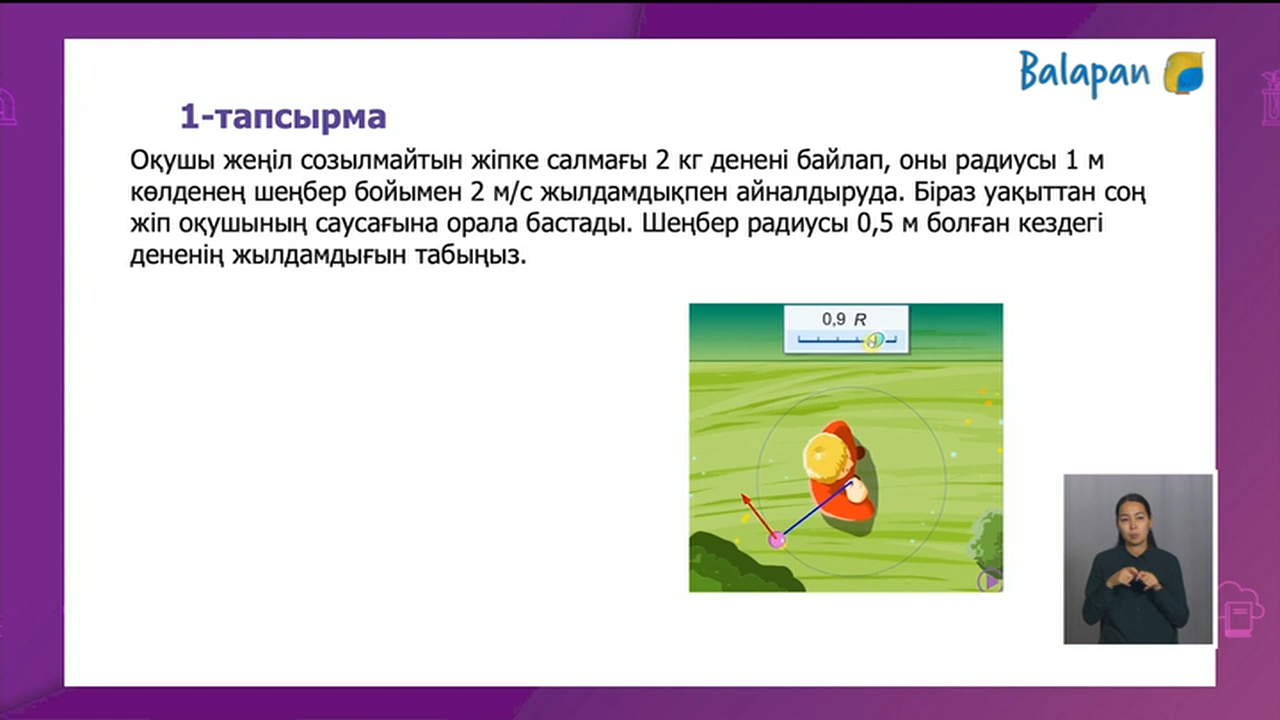 Balapan
1-тапсырма
Оқушы жеңіл созылмайтын жіпке салмағы 2 кг денені байлап, оны радиусы 1 м
көлденең шеңбер бойымен 2 м/с жылдамдықпен айналдыруда. Біраз уақыттан соң
жіп оқушының саусағына орала бастады. Шеңбер радиусы 0,5 м болған кездегі
дененің жылдамдығын табыңыз.
0,9 R